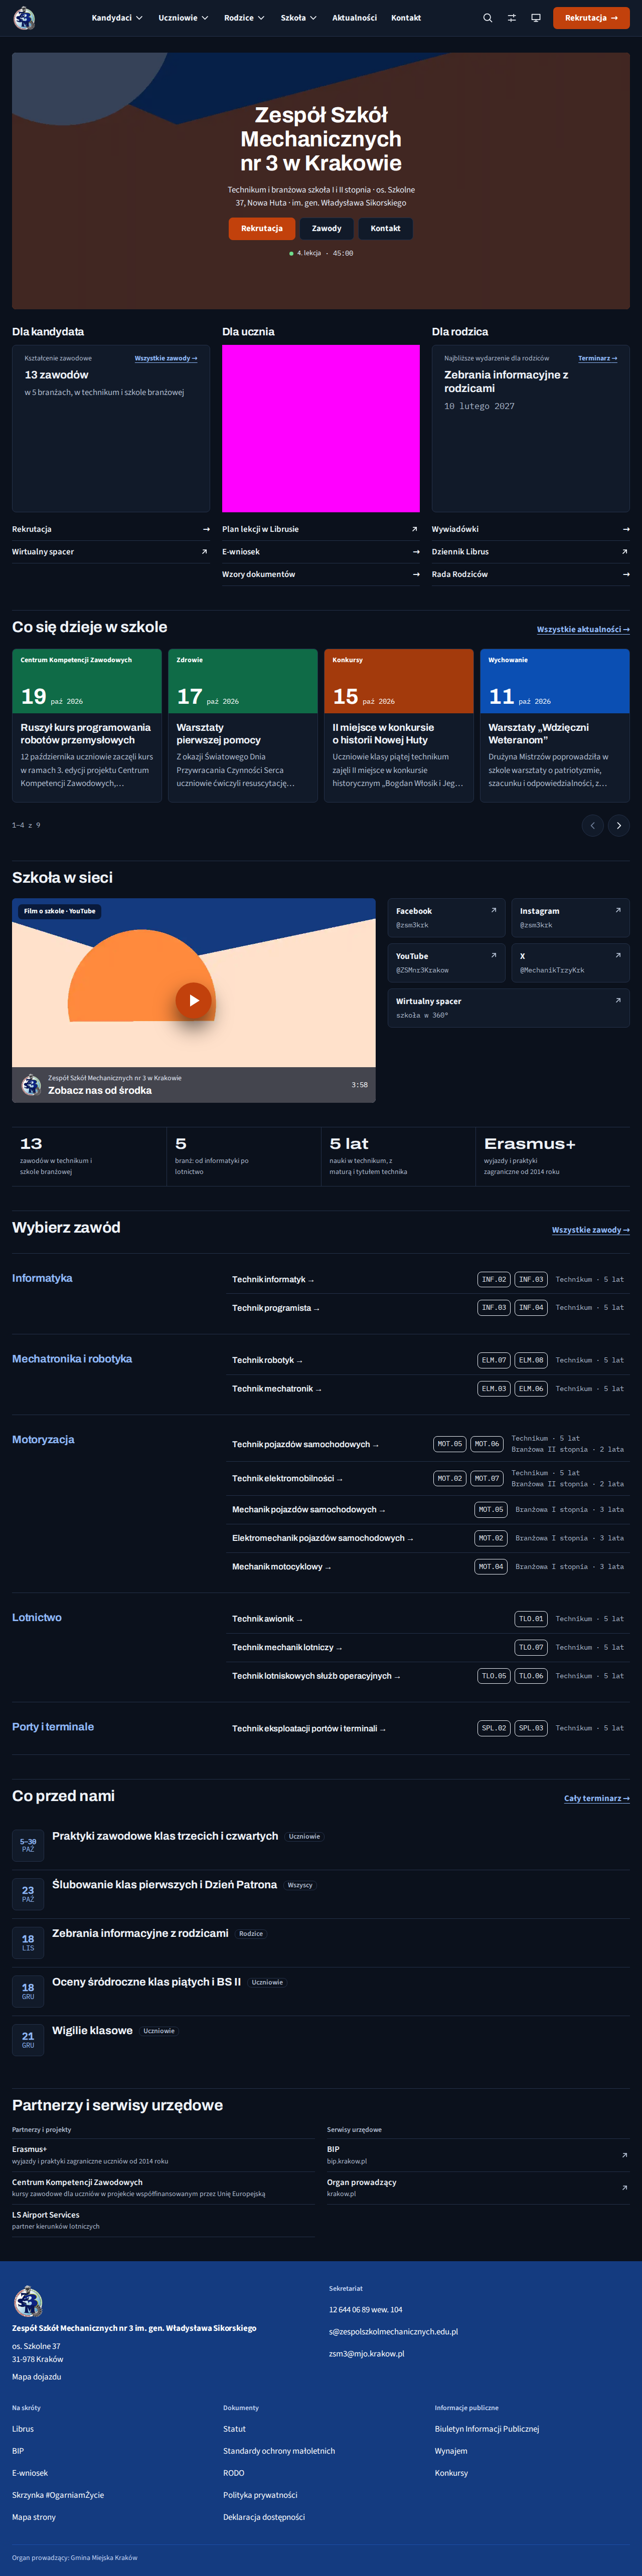 Kandydaci Uczniowie Rodzice Szkoła Aktualności Kontakt Rekrutacja →
Zespół Szkół
Mechanicznych
nr 3 w Krakowie
Technikum i branżowa szkoła I i II stopnia · os. Szkolne
37, Nowa Huta · im. gen. Władysława Sikorskiego
Rekrutacja Zawody Kontakt
4. lekcja · 45:00
Dla kandydata
Kształcenie zawodowe Wszystkie zawody →
13 zawodów
w 5 branżach, w technikum i szkole branżowej
Rekrutacja →
Wirtualny spacer ↗
Dla ucznia
Plan lekcji w Librusie ↗
E-wniosek →
Wzory dokumentów →
Dla rodzica
Najbliższe wydarzenie dla rodziców Terminarz →
Zebrania informacyjne z
rodzicami
10 lutego 2027
Wywiadówki →
Dziennik Librus ↗
Rada Rodziców →
Co się dzieje w szkole
Wszystkie aktualności →
Centrum Kompetencji Zawodowych
19 paź 2026
Ruszył kurs programowania
robotów przemysłowych
12 października uczniowie zaczęli kurs
w ramach 3. edycji projektu Centrum
Kompetencji Zawodowych,…
Zdrowie
17 paź 2026
Warsztaty
pierwszej pomocy
Z okazji Światowego Dnia
Przywracania Czynności Serca
uczniowie ćwiczyli resuscytację…
Konkursy
15 paź 2026
II miejsce w konkursie
o historii Nowej Huty
Uczniowie klasy piątej technikum
zajęli II miejsce w konkursie
historycznym „Bogdan Włosik i Jeg…
Wychowanie
11 paź 2026
Warsztaty „Wdzięczni
Weteranom”
Drużyna Mistrzów poprowadziła w
szkole warsztaty o patriotyzmie,
szacunku i odpowiedzialności, z…
1–4 z 9
Szkoła w sieci
Film o szkole · YouTube
Zespół Szkół Mechanicznych nr 3 w Krakowie
Zobacz nas od środka
3:58
Facebook ↗
@zsm3krk
Instagram ↗
@zsm3krk
YouTube ↗
@ZSMnr3Krakow
X ↗
@MechanikTrzyKrk
Wirtualny spacer ↗
szkoła w 360°
13
zawodów w technikum i
szkole branżowej
5
branż: od informatyki po
lotnictwo
5 lat
nauki w technikum, z
maturą i tytułem technika
Erasmus+
wyjazdy i praktyki
zagraniczne od 2014 roku
Wybierz zawód
Wszystkie zawody →
Informatyka
Technik informatyk → INF.02 INF.03 Technikum · 5 lat
Technik programista → INF.03 INF.04 Technikum · 5 lat
Mechatronika i robotyka
Technik robotyk → ELM.07 ELM.08 Technikum · 5 lat
Technik mechatronik → ELM.03 ELM.06 Technikum · 5 lat
Motoryzacja
Technik pojazdów samochodowych → MOT.05 MOT.06 Technikum · 5 lat
Branżowa II stopnia · 2 lata
Technik elektromobilności → MOT.02 MOT.07 Technikum · 5 lat
Branżowa II stopnia · 2 lata
Mechanik pojazdów samochodowych → MOT.05 Branżowa I stopnia · 3 lata
Elektromechanik pojazdów samochodowych → MOT.02 Branżowa I stopnia · 3 lata
Mechanik motocyklowy → MOT.04 Branżowa I stopnia · 3 lata
Lotnictwo
Technik awionik → TLO.01 Technikum · 5 lat
Technik mechanik lotniczy → TLO.07 Technikum · 5 lat
Technik lotniskowych służb operacyjnych → TLO.05 TLO.06 Technikum · 5 lat
Porty i terminale
Technik eksploatacji portów i terminali → SPL.02 SPL.03 Technikum · 5 lat
Co przed nami
Cały terminarz →
5–30 PAŹ
Praktyki zawodowe klas trzecich i czwartych Uczniowie
23 PAŹ
Ślubowanie klas pierwszych i Dzień Patrona Wszyscy
18 LIS
Zebrania informacyjne z rodzicami Rodzice
18 GRU
Oceny śródroczne klas piątych i BS II Uczniowie
21 GRU
Wigilie klasowe Uczniowie
Partnerzy i serwisy urzędowe
Partnerzy i projekty
Erasmus+
wyjazdy i praktyki zagraniczne uczniów od 2014 roku
Centrum Kompetencji Zawodowych
kursy zawodowe dla uczniów w projekcie współfinansowanym przez Unię Europejską
LS Airport Services
partner kierunków lotniczych
Serwisy urzędowe
BIP ↗
bip.krakow.pl
Organ prowadzący ↗
krakow.pl
Zespół Szkół Mechanicznych nr 3 im. gen. Władysława Sikorskiego
os. Szkolne 37
31-978 Kraków
Mapa dojazdu
Sekretariat
12 644 06 89 wew. 104
s@zespolszkolmechanicznych.edu.pl
zsm3@mjo.krakow.pl
Na skróty
Librus
BIP
E-wniosek
Skrzynka #OgarniamŻycie
Mapa strony
Dokumenty
Statut
Standardy ochrony małoletnich
RODO
Polityka prywatności
Deklaracja dostępności
Informacje publiczne
Biuletyn Informacji Publicznej
Wynajem
Konkursy
Organ prowadzący: Gmina Miejska Kraków